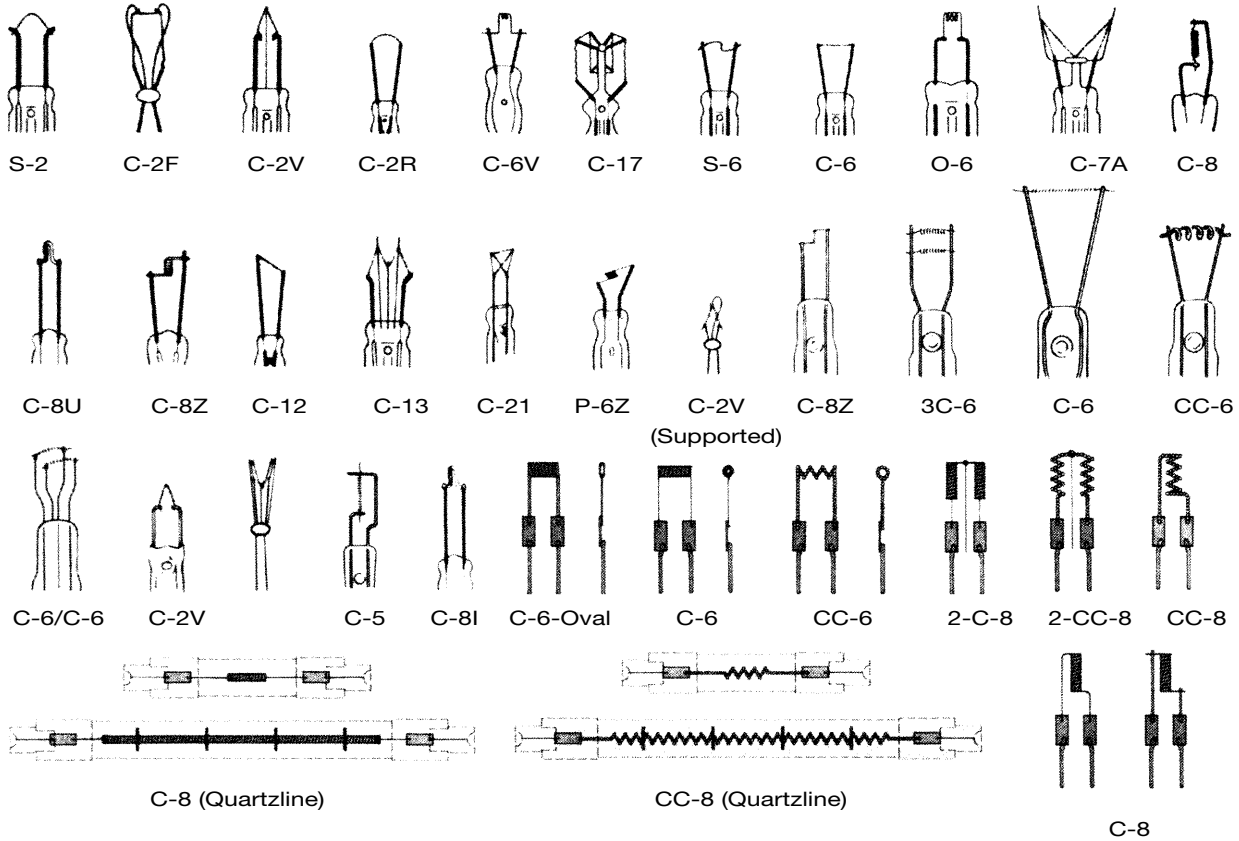 S-2 C-2F C-2V C-2R C-6V C-17 S-6 C-6 O-6 C-7A C-8
C-8U C-8Z C-12 C-13 C-21 P-6Z C-2V C-8Z 3C-6 C-6 CC-6
(Supported)
C-6/C-6 C-2V C-5 C-8I C-6-Oval C-6 CC-6 2-C-8 2-CC-8 CC-8
C-8 (Quartzline) CC-8 (Quartzline)
C-8